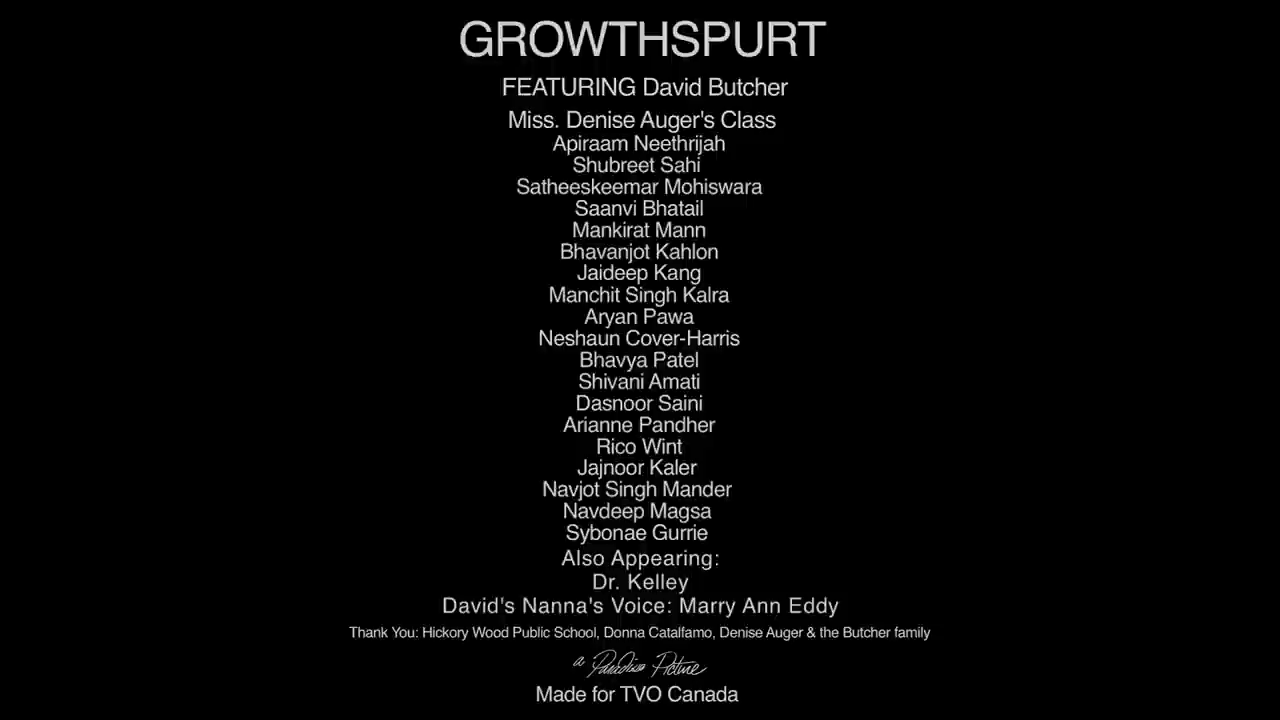 GROWTHSPURT
FEATURING David Butcher
Miss. Denise Auger's Class
Apiraam Neethrijah
Shubreet Sahi
Satheeskeemar Mohiswara
Saanvi Bhatail
Mankirat Mann
Bhavanjot Kahlon
Jaideep Kang
Manchit Singh Kalra
Aryan Pawa
Neshaun Cover-Harris
Bhavya Patel
Shivani Amati
Dasnoor Saini
Arianne Pandher
Rico Wint
Jajnoor Kaler
Navjot Singh Mander
Navdeep Magsa
Sybonae Gurrie
Also Appearing:
Dr. Kelley
David's Nanna's Voice: Marry Ann Eddy
Thank You: Hickory Wood Public School, Donna Catalfamo, Denise Auger & the Butcher family
a Paradiso Picture
Made for TVO Canada